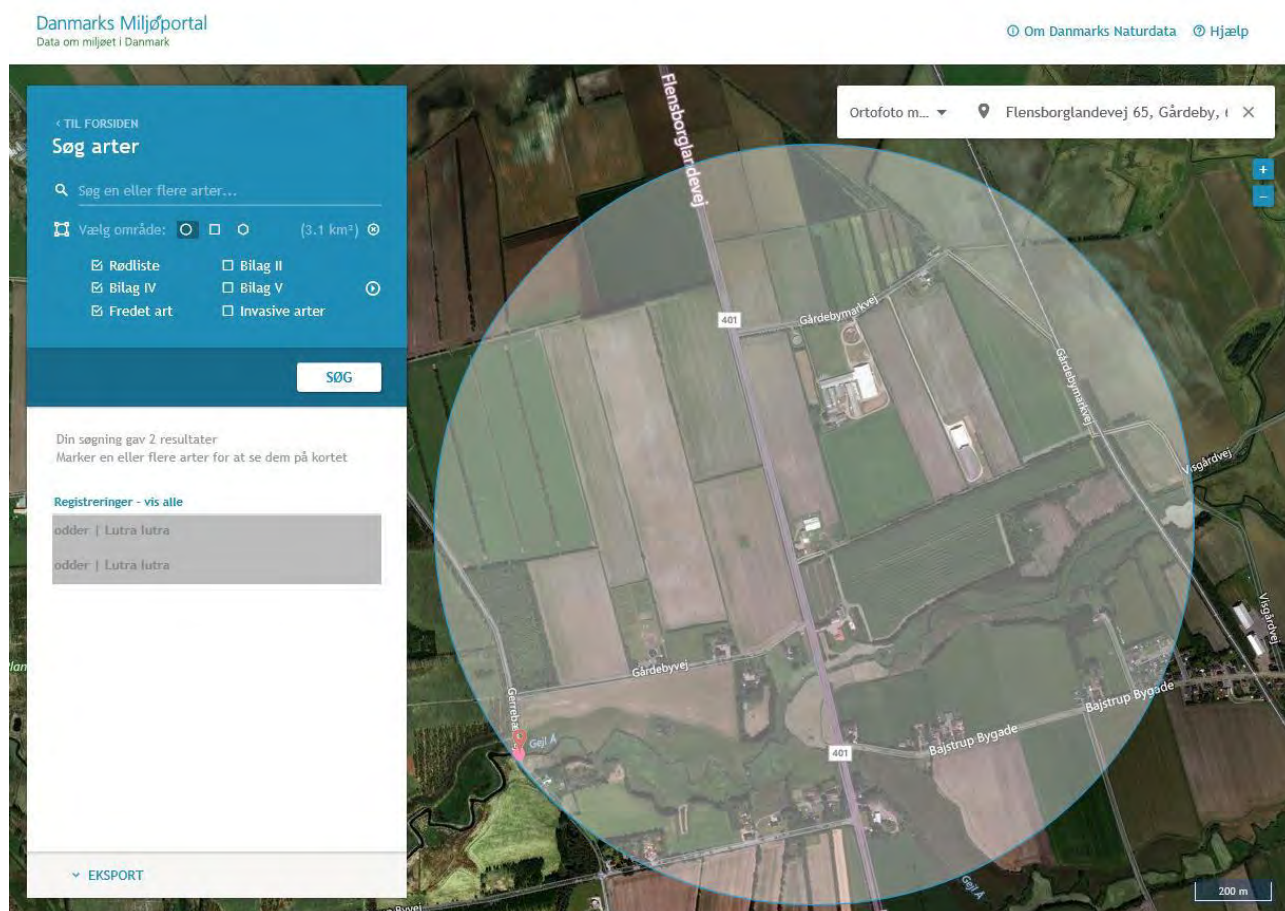 Danmarks Miljøportal
Data om miljøet i Danmark
Om Danmarks Naturdata
Hjælp
‹ TIL FORSIDEN
Søg arter
Søg en eller flere arter...
Vælg område:
(3.1 km²)
Rødliste
Bilag II
Bilag IV
Bilag V
Fredet art
Invasive arter
SØG
Din søgning gav 2 resultater
Marker en eller flere arter for at se dem på kortet
Registreringer - vis alle
odder | Lutra lutra
odder | Lutra lutra
EKSPORT
Ortofoto m...
Flensborglandevej 65, Gårdeby,
+
−
Flensborglandevej
401
Gårdebymarkvej
Gårdebymarkvej
Visgårdvej
Visgårdvej
Gårdebyvej
Gejl Å
Bajstrup Bygade
Bajstrup Bygade
401
Gejl Å
200 m